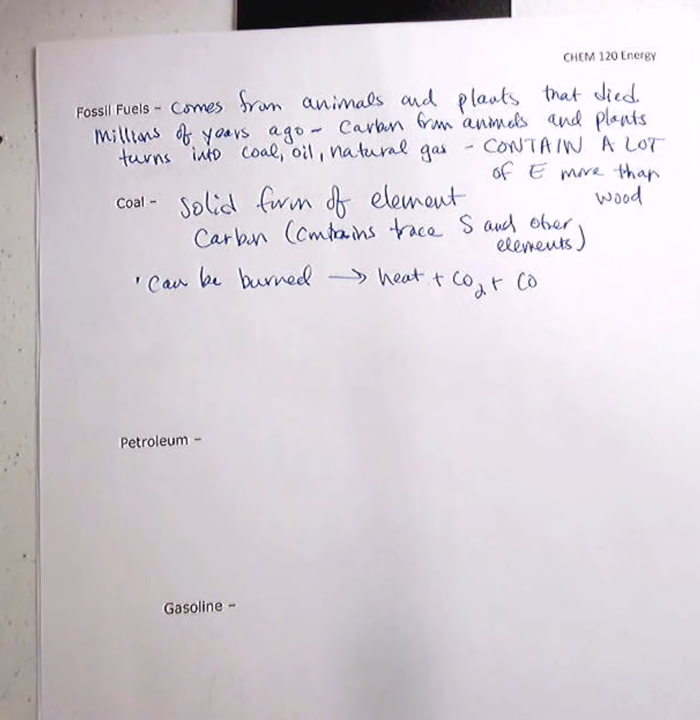 CHEM 120 Energy
Fossil Fuels - comes from animals and plants that died
Millions of years ago - Carbon from animals and plants
turns into coal, oil, natural gas - CONTAIN A LOT
of E more than
wood
Coal - Solid form of element
Carbon (contains trace S and other
elements)
• Can be burned → heat + CO₂ + CO
Petroleum -
Gasoline -